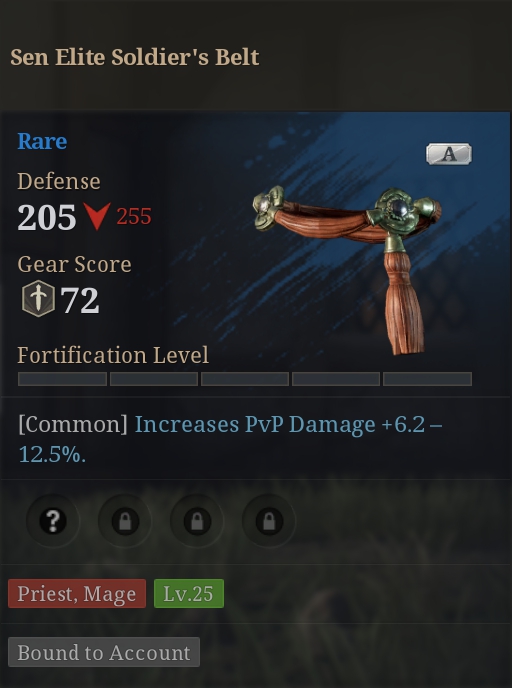 Sen Elite Soldier's Belt
Rare
A
Defense
205 255
Gear Score
72
Fortification Level
[Common] Increases PvP Damage +6.2 –
12.5%.
?
Priest, Mage Lv.25
Bound to Account